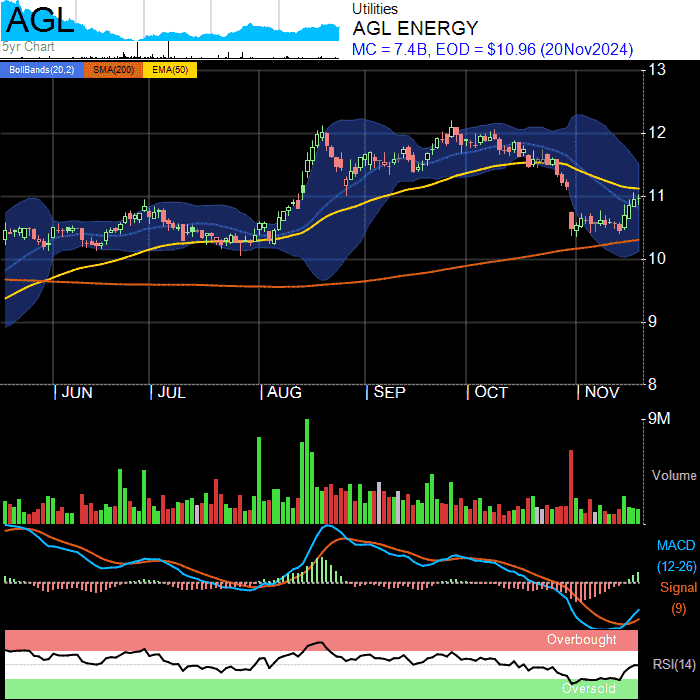 AGL
5yr Chart
Utilities
AGL ENERGY
MC = 7.4B, EOD = $10.96 (20Nov2024)
BollBands(20,2) SMA(200) EMA(50)
13
12
11
10
9
8
JUN JUL AUG SEP OCT NOV
9M
Volume
MACD
(12-26)
Signal
(9)
Overbought
RSI(14)
Oversold